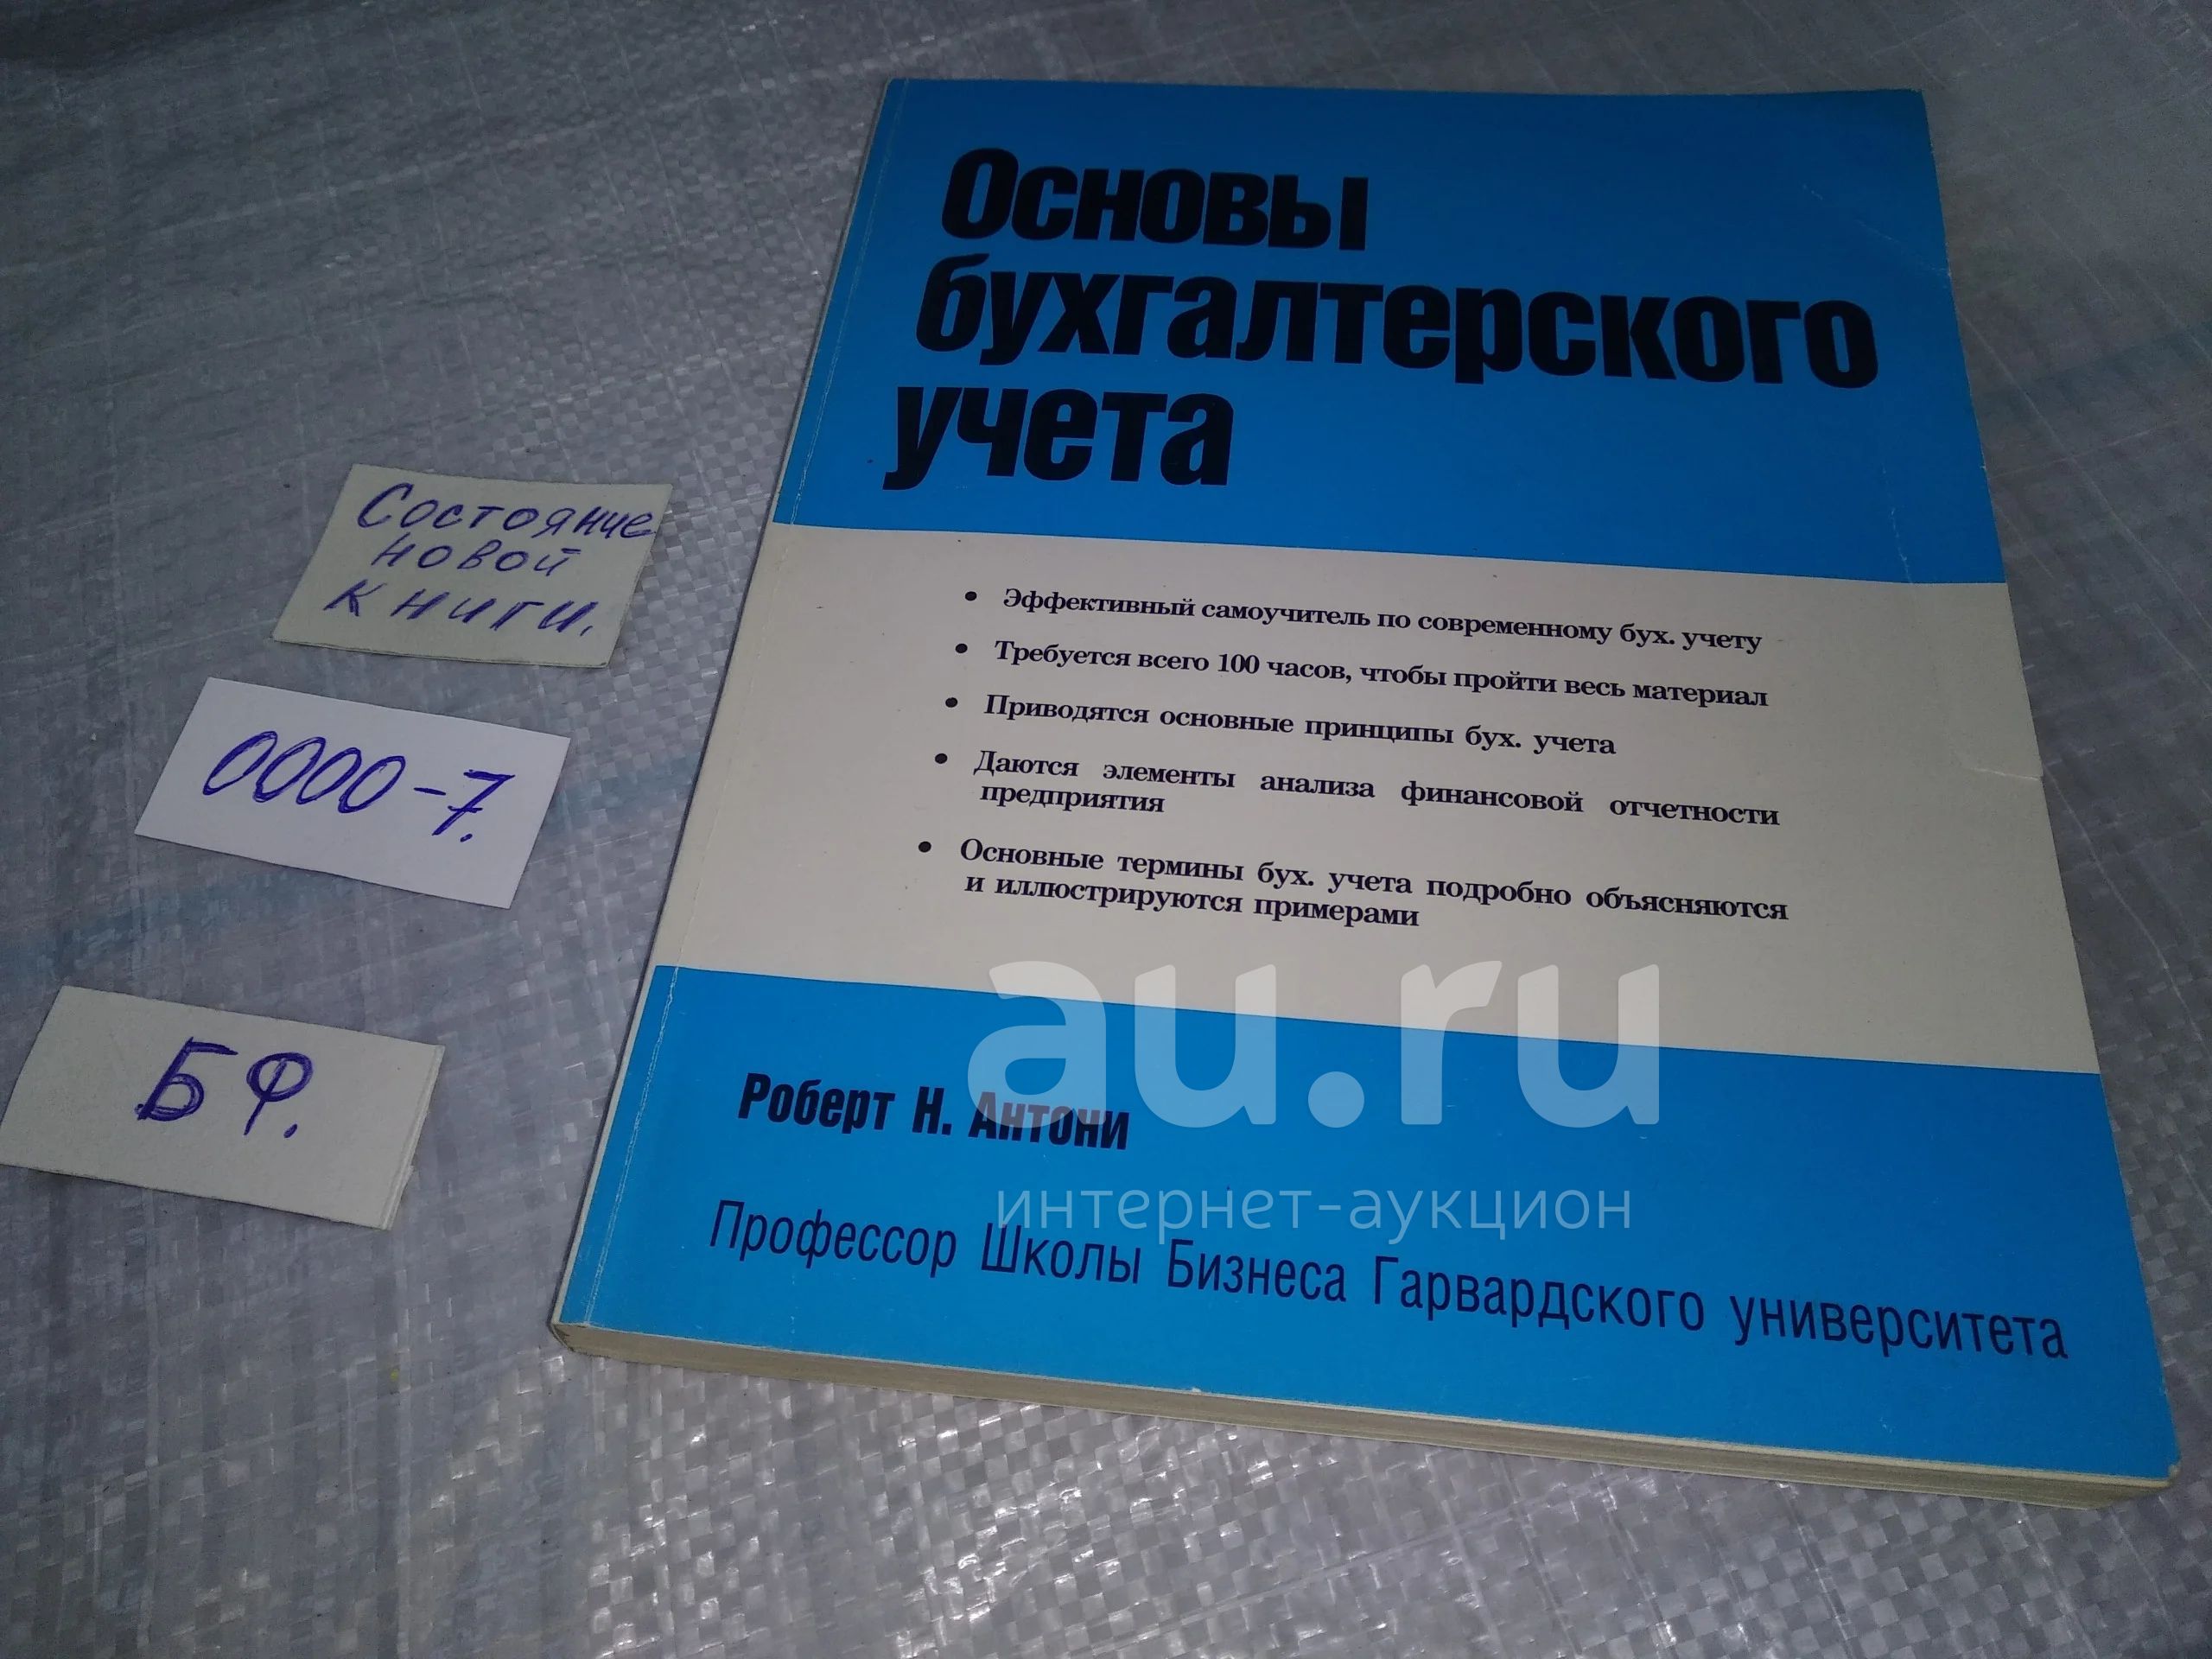 Основы
бухгалтерского
учета
• Эффективный самоучитель по современному бух. учету
• Требуется всего 100 часов, чтобы пройти весь материал
• Приводятся основные принципы бух. учета
• Даются элементы анализа финансовой отчетности
предприятия
• Основные термины бух. учета подробно объясняются
и иллюстрируются примерами
Роберт Н. Антони
Профессор Школы Бизнеса Гарвардского университета
Состояние
новой
книги.
0000-7.
БФ.
au.ru
интернет-аукцион